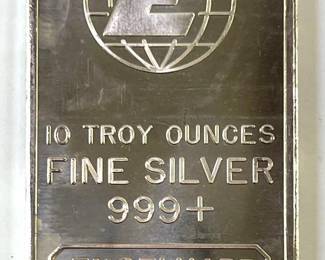 E
10 TROY OUNCES
FINE SILVER
999+